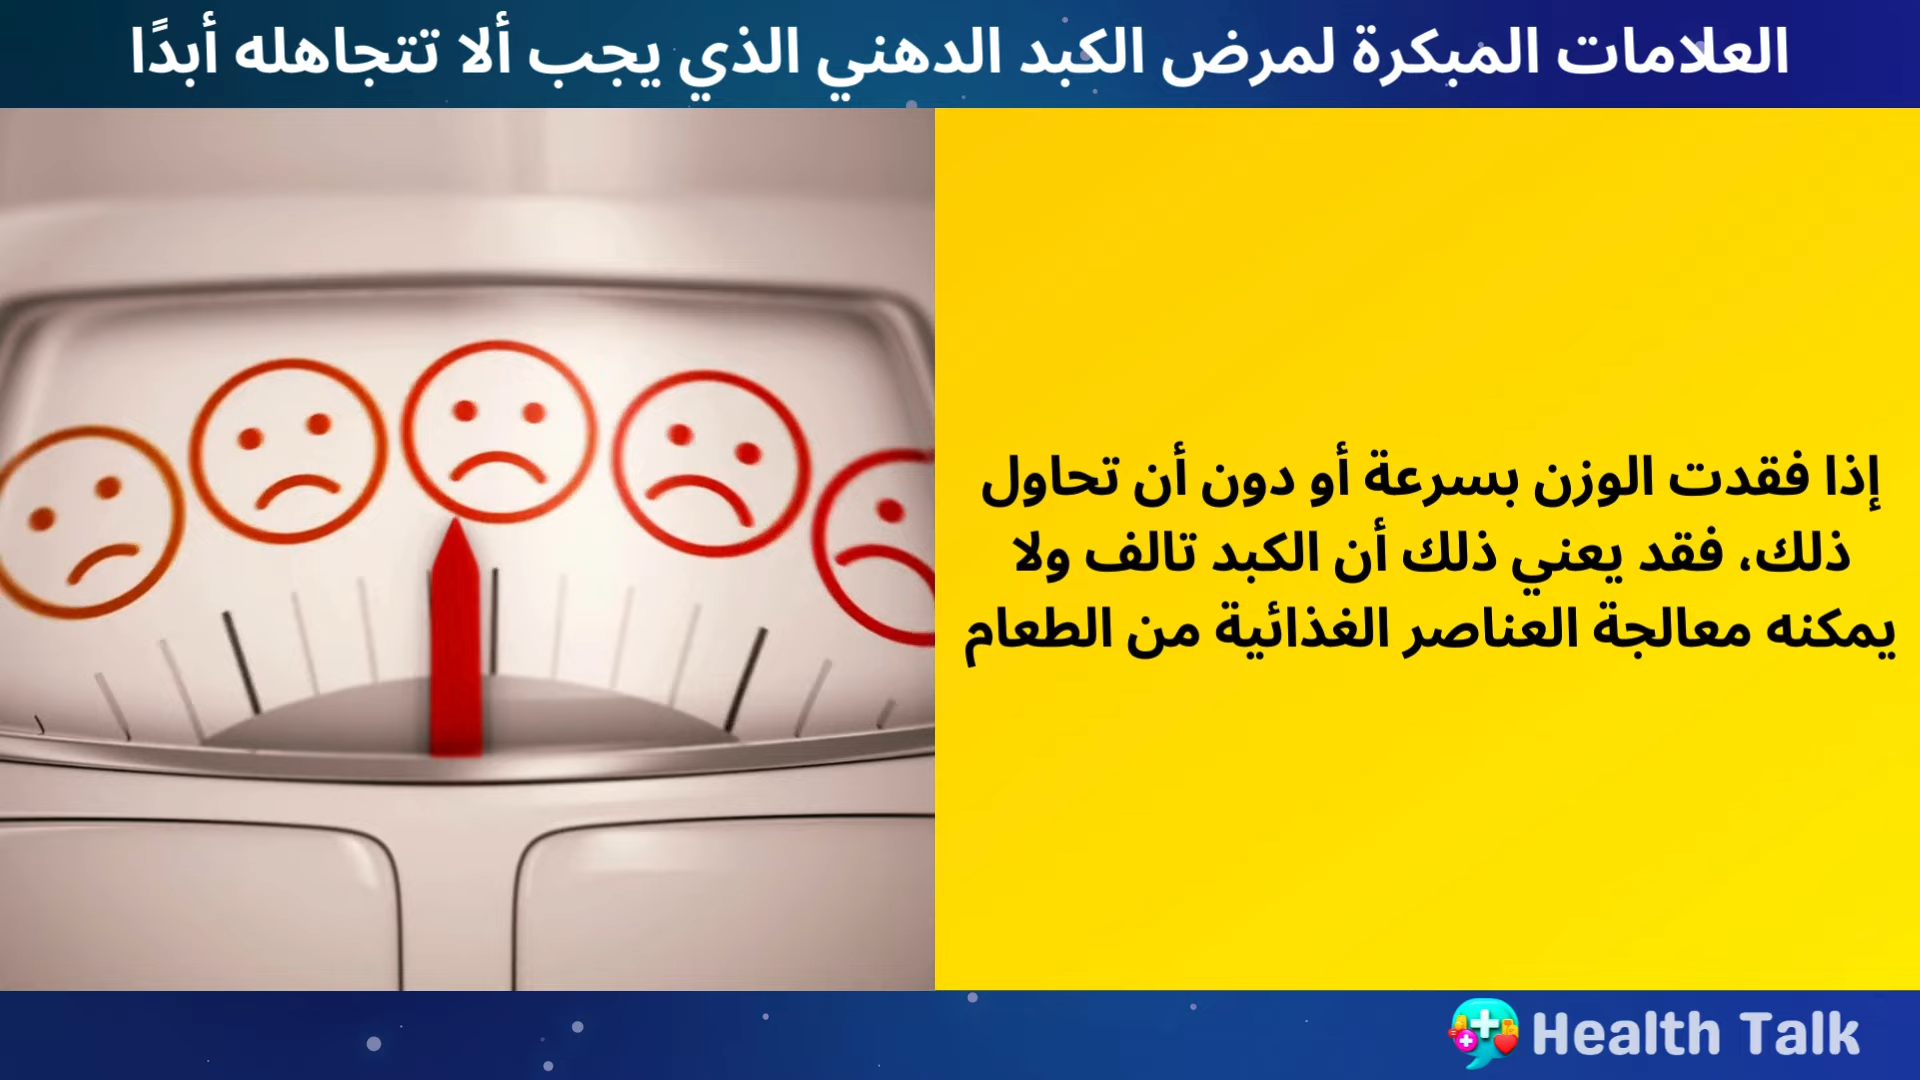 العلامات المبكرة لمرض الكبد الدهني الذي يجب ألا تتجاهله أبدًا
إذا فقدت الوزن بسرعة أو دون أن تحاول
ذلك، فقد يعني ذلك أن الكبد تالف ولا
يمكنه معالجة العناصر الغذائية من الطعام
Health Talk